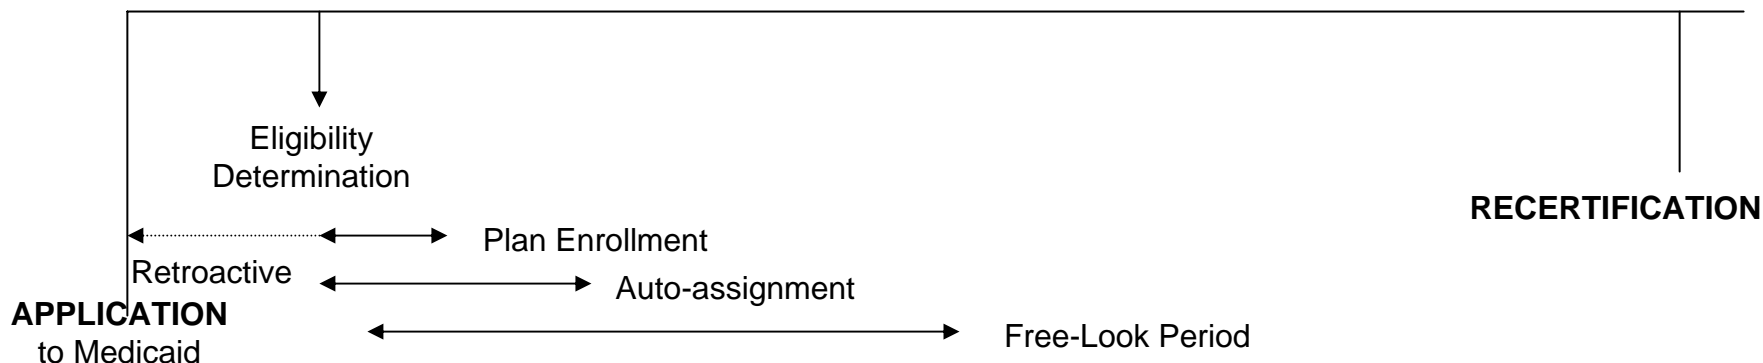 Eligibility
Determination
RECERTIFICATION
Plan Enrollment
Retroactive
Auto-assignment
APPLICATION
to Medicaid
Free-Look Period